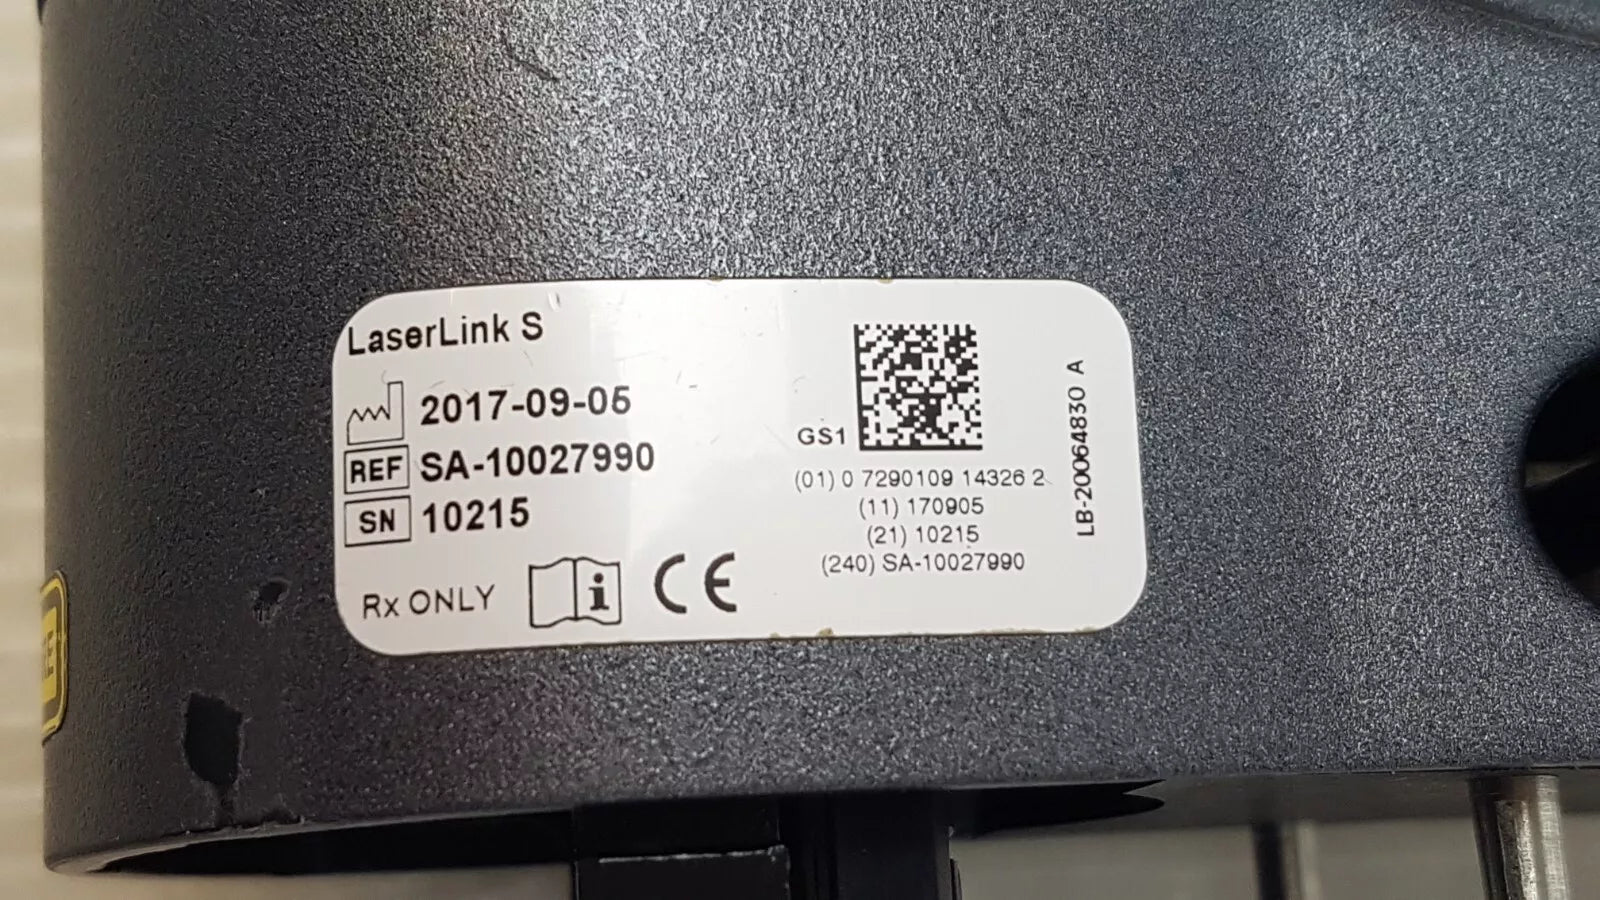 LaserLink S
2017-09-05
REF SA-10027990
SN 10215
Rx ONLY
i CE
GS1
(01) 0 7290109 14326 2
(11) 170905
(21) 10215
(240) SA-10027990
LB-20064830 A